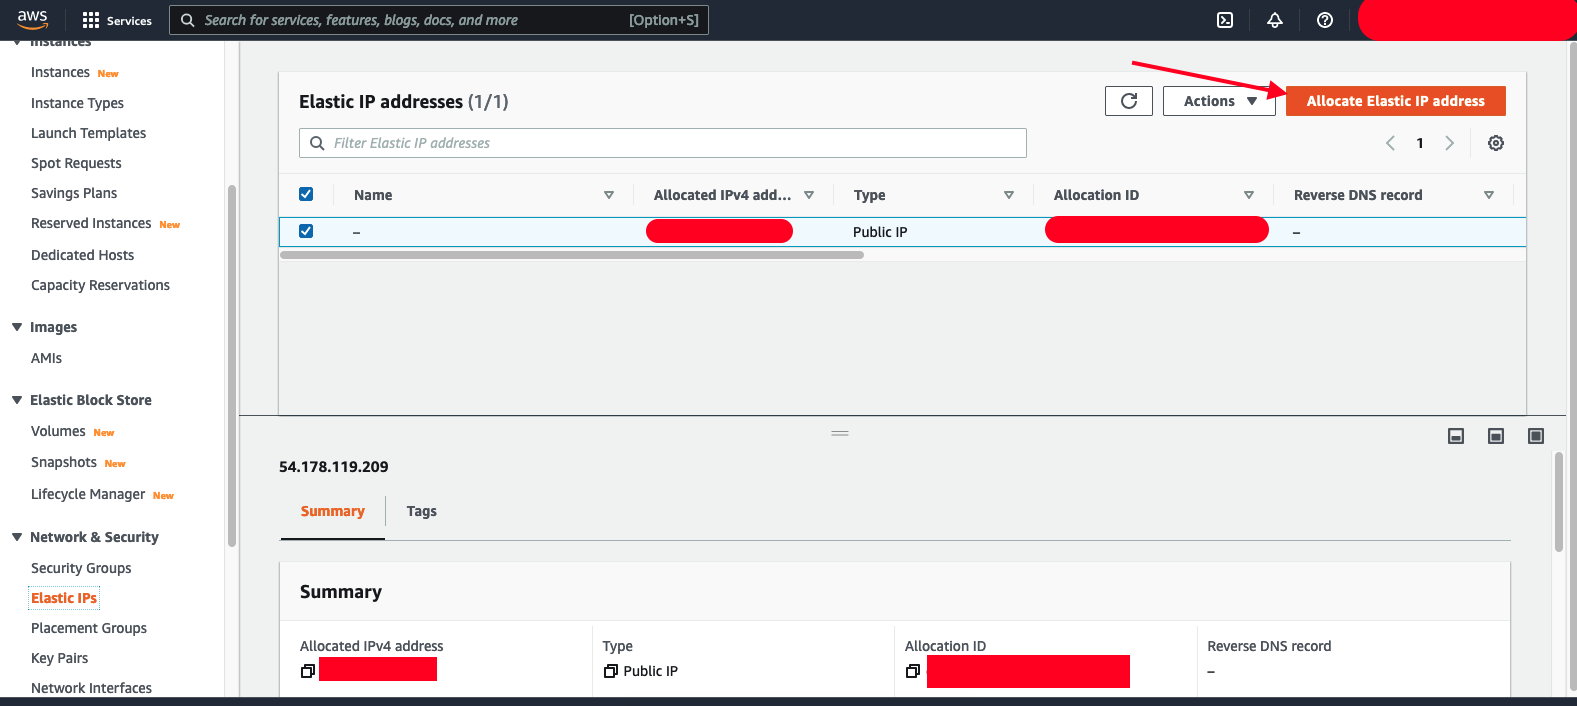 aws
Services
Search for services, features, blogs, docs, and more
[Option+S]
Instances
Instances New
Instance Types
Launch Templates
Spot Requests
Savings Plans
Reserved Instances New
Dedicated Hosts
Capacity Reservations
Images
AMIs
Elastic Block Store
Volumes New
Snapshots New
Lifecycle Manager New
Network & Security
Security Groups
Elastic IPs
Placement Groups
Key Pairs
Network Interfaces
Elastic IP addresses (1/1)
Actions
Allocate Elastic IP address
Filter Elastic IP addresses
1
Name
Allocated IPv4 add...
Type
Allocation ID
Reverse DNS record
–
Public IP
–
54.178.119.209
Summary
Tags
Summary
Allocated IPv4 address
Type
Allocation ID
Reverse DNS record
Public IP
–